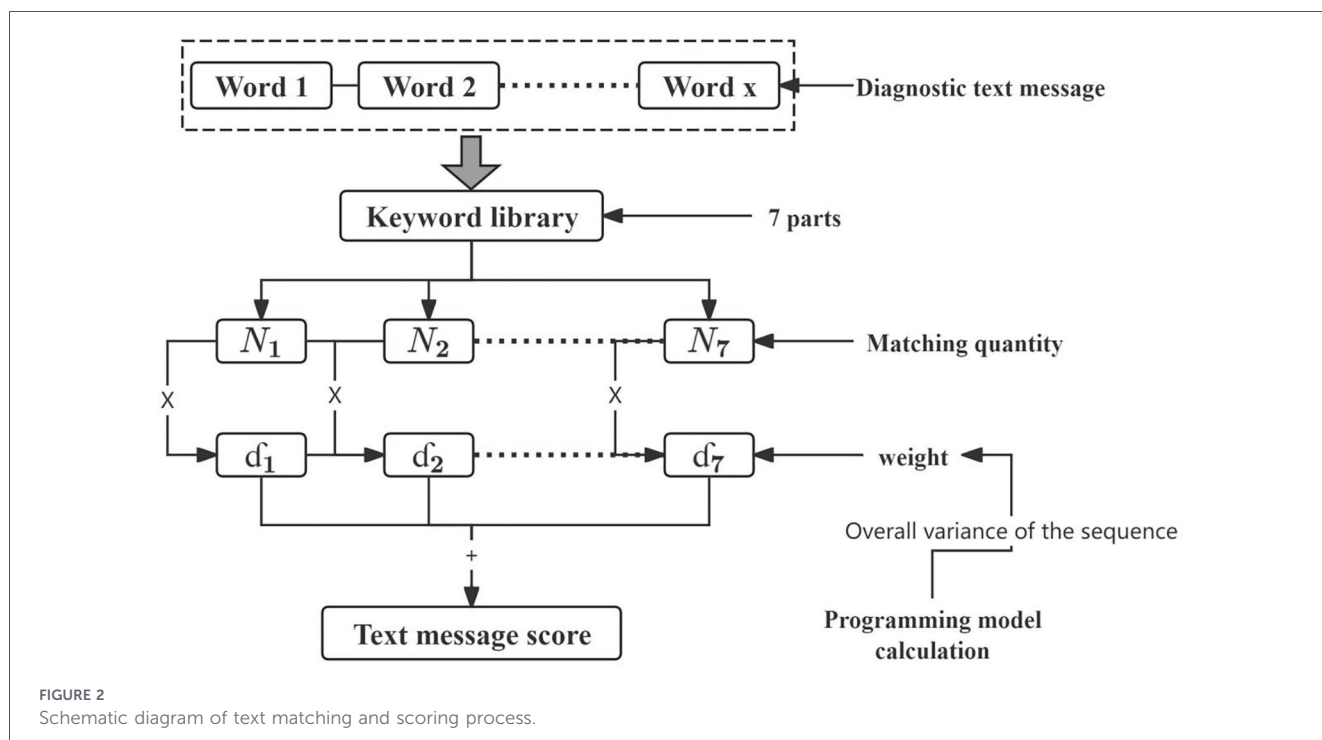 Word 1 Word 2 Word x Diagnostic text message
Keyword library 7 parts
N₁ N₂ N₇ Matching quantity
X X X
d₁ d₂ d₇ weight
Overall variance of the sequence
+
Text message score
Programming model
calculation
FIGURE 2
Schematic diagram of text matching and scoring process.